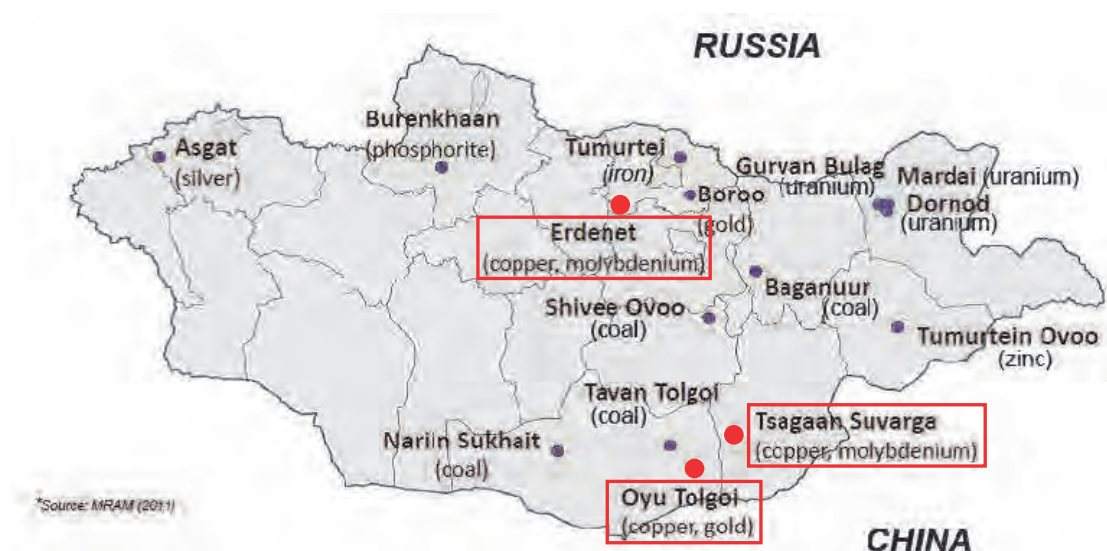 RUSSIA
Burenkhaan
(phosphorite)
Asgat
(silver)
Tumurtei
(iron)
Gurvan Bulag
(uranium)
Mardai (uranium)
Dornod
(uranium)
Boroo
(gold)
Erdenet
(copper, molybdenium)
Baganuur
(coal)
Shivee Ovoo
(coal)
Tumurtein Ovoo
(zinc)
Tavan Tolgoi
(coal)
Tsagaan Suvarga
(copper, molybdenium)
Nariin Sukhait
(coal)
Oyu Tolgoi
(copper, gold)
*Source: MRAM (2011)
CHINA